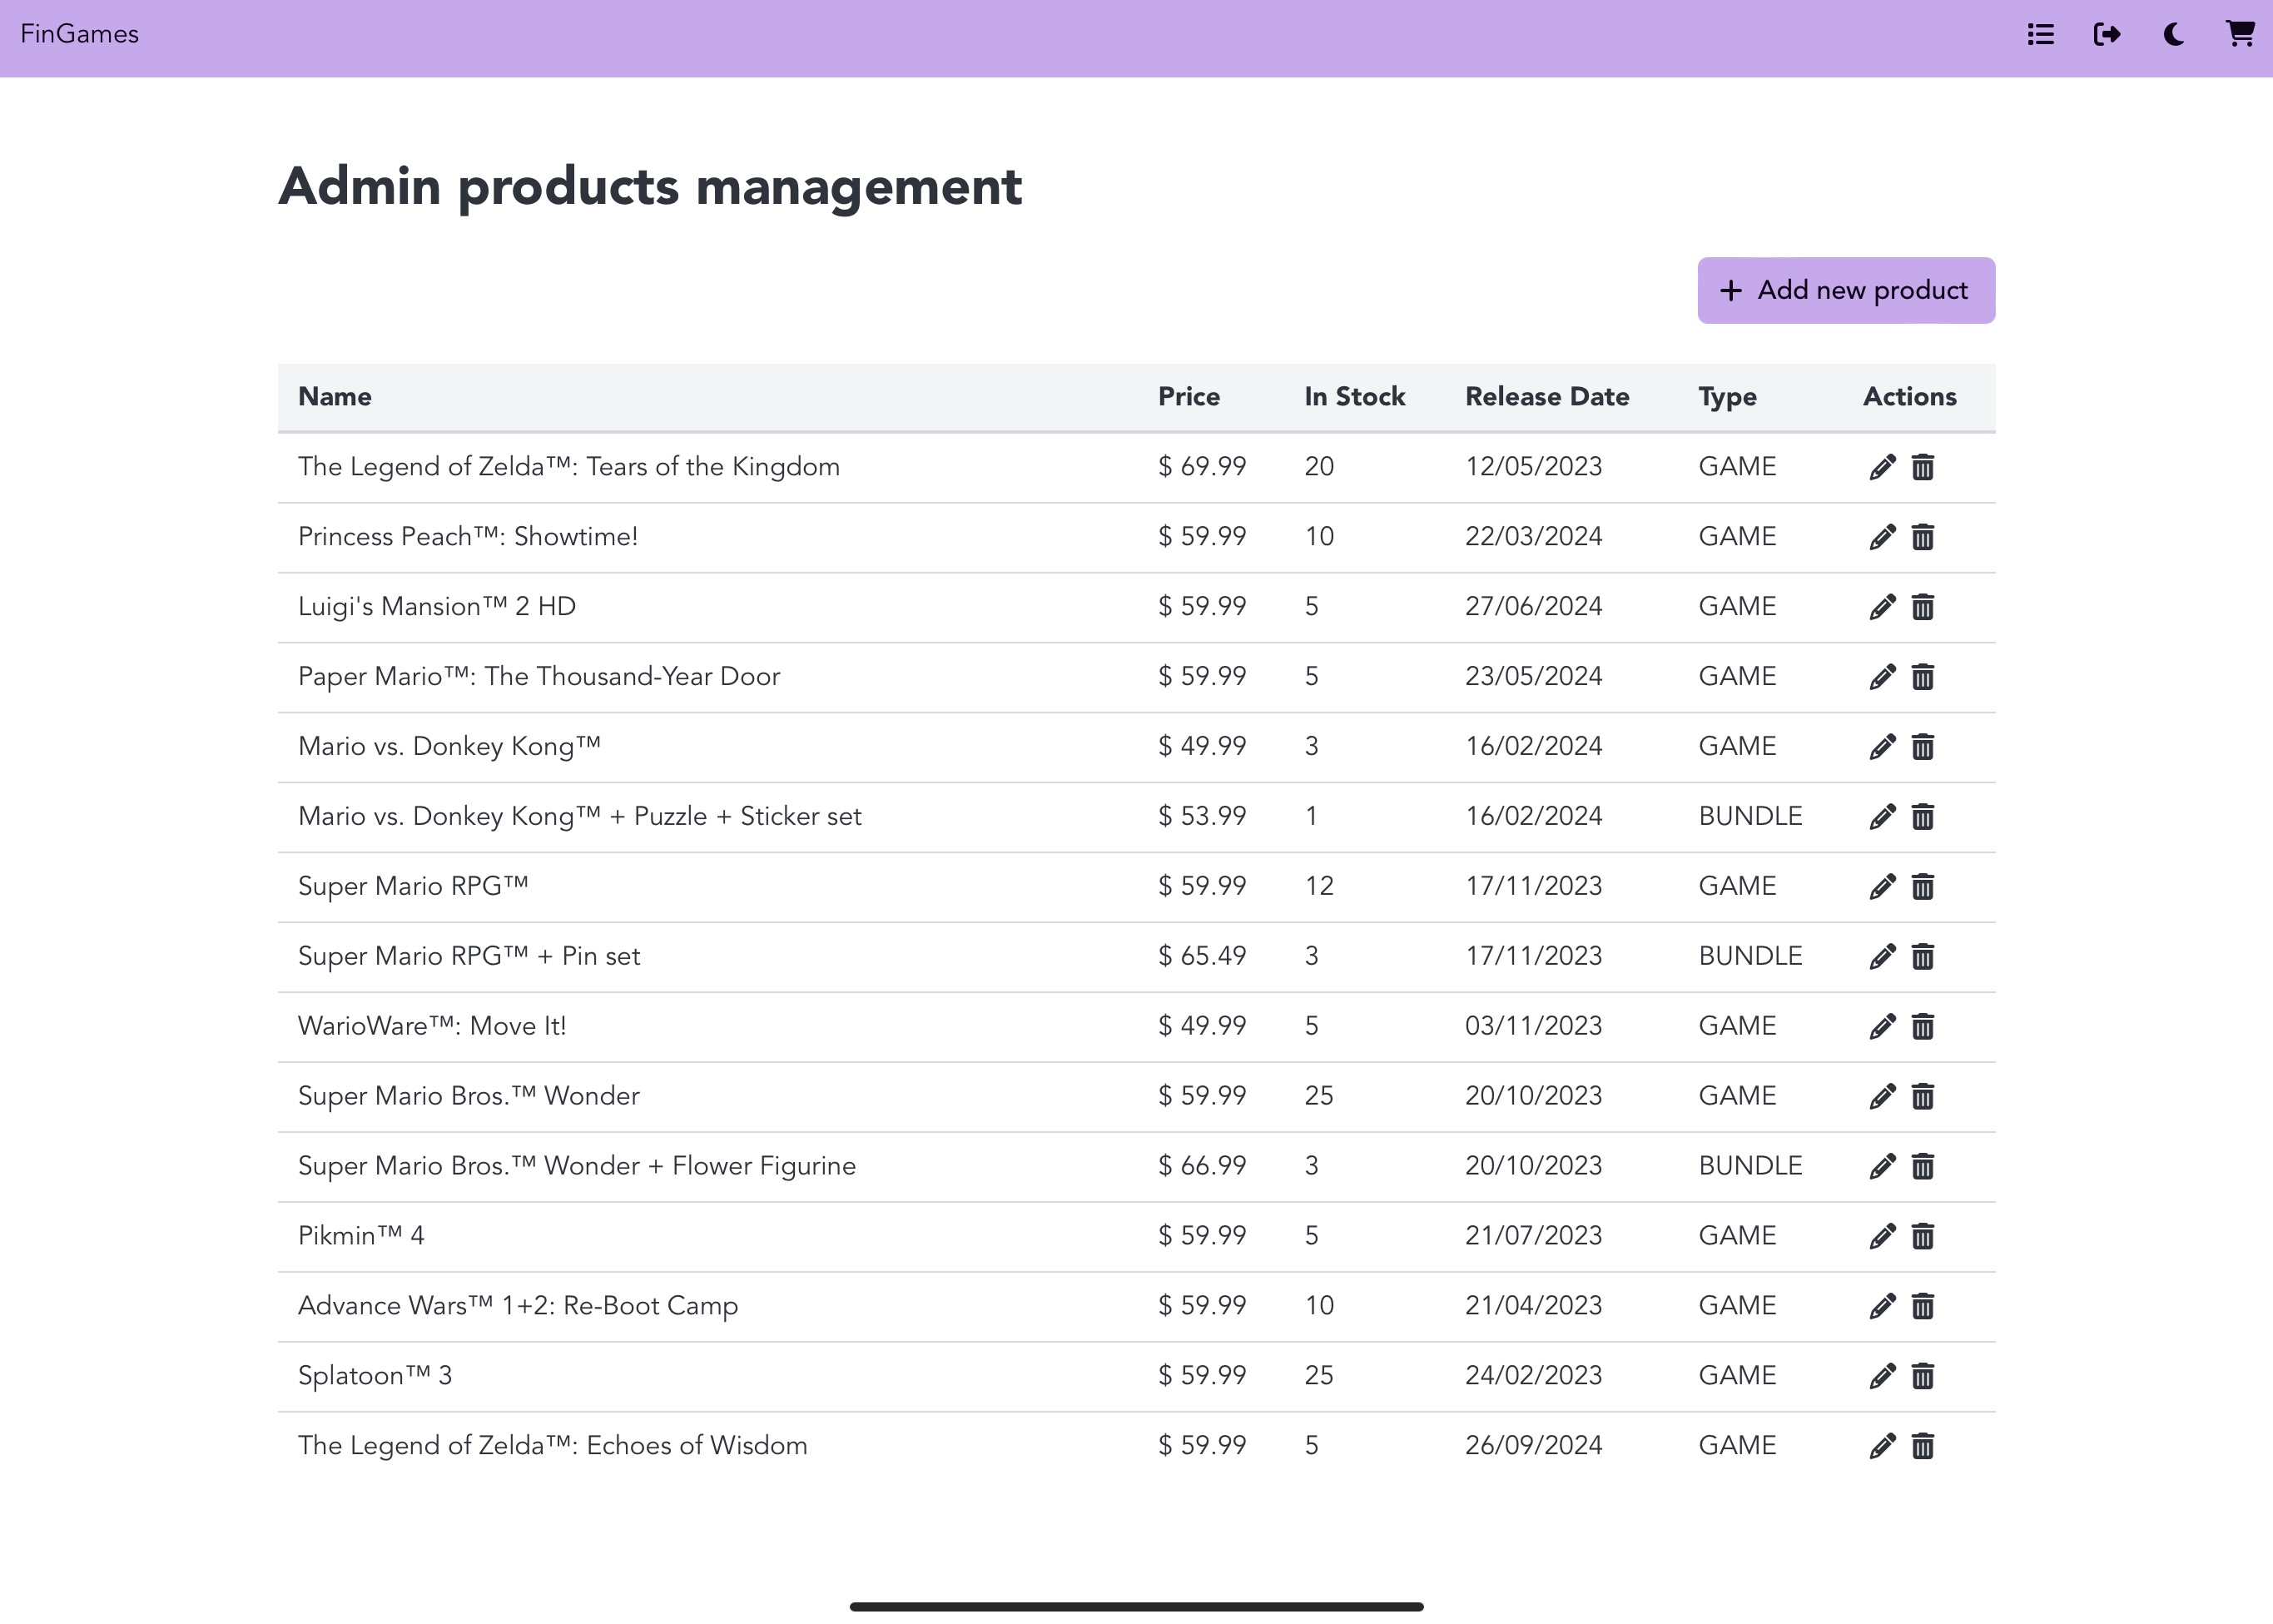 FinGames
Admin products management
+ Add new product
Name Price In Stock Release Date Type Actions
The Legend of Zelda™: Tears of the Kingdom $ 69.99 20 12/05/2023 GAME
Princess Peach™: Showtime! $ 59.99 10 22/03/2024 GAME
Luigi's Mansion™ 2 HD $ 59.99 5 27/06/2024 GAME
Paper Mario™: The Thousand-Year Door $ 59.99 5 23/05/2024 GAME
Mario vs. Donkey Kong™ $ 49.99 3 16/02/2024 GAME
Mario vs. Donkey Kong™ + Puzzle + Sticker set $ 53.99 1 16/02/2024 BUNDLE
Super Mario RPG™ $ 59.99 12 17/11/2023 GAME
Super Mario RPG™ + Pin set $ 65.49 3 17/11/2023 BUNDLE
WarioWare™: Move It! $ 49.99 5 03/11/2023 GAME
Super Mario Bros.™ Wonder $ 59.99 25 20/10/2023 GAME
Super Mario Bros.™ Wonder + Flower Figurine $ 66.99 3 20/10/2023 BUNDLE
Pikmin™ 4 $ 59.99 5 21/07/2023 GAME
Advance Wars™ 1+2: Re-Boot Camp $ 59.99 10 21/04/2023 GAME
Splatoon™ 3 $ 59.99 25 24/02/2023 GAME
The Legend of Zelda™: Echoes of Wisdom $ 59.99 5 26/09/2024 GAME